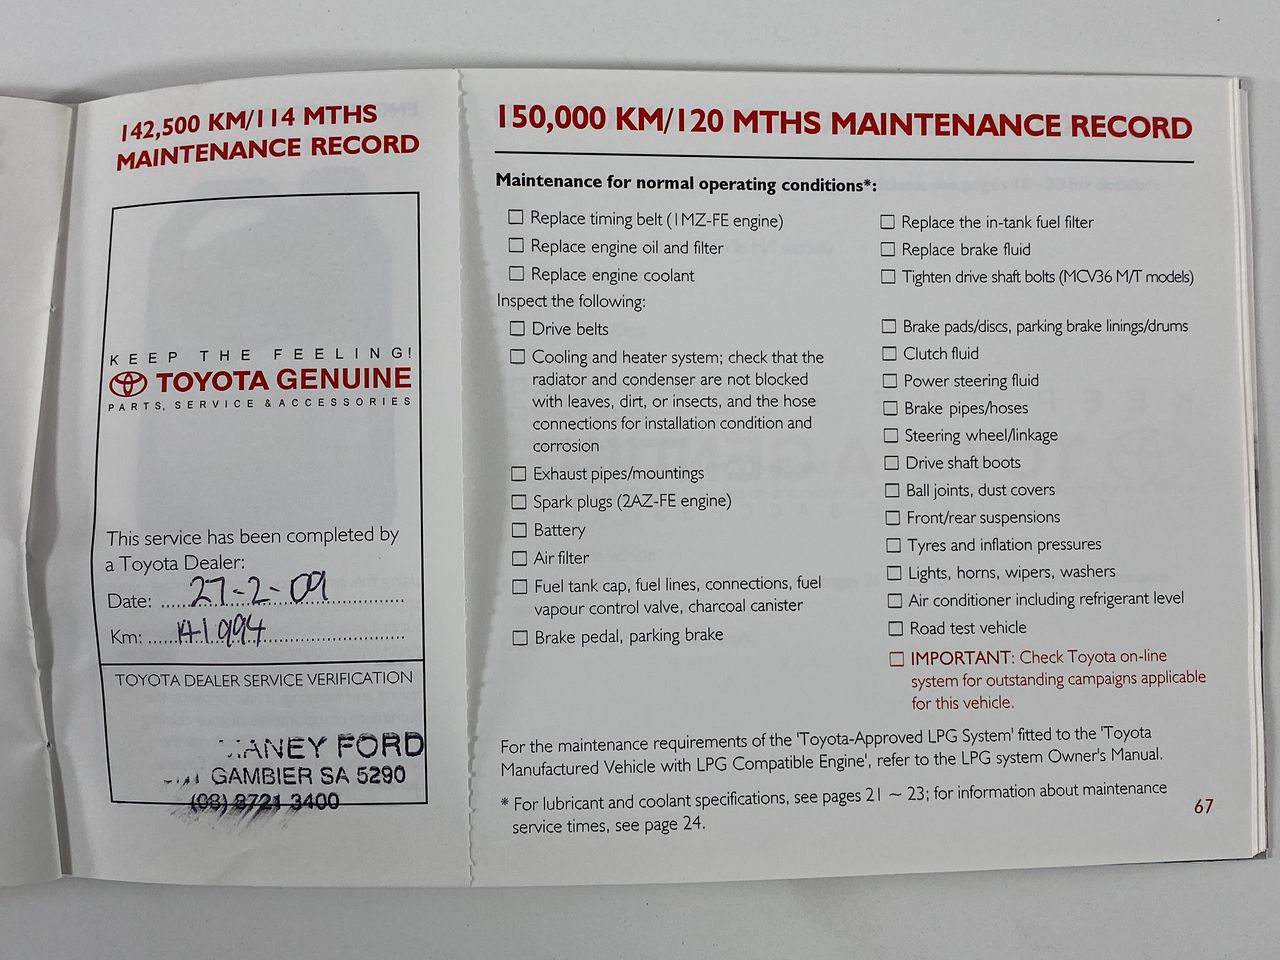 142,500 KM/114 MTHS
MAINTENANCE RECORD
KEEP THE FEELING!
TOYOTA GENUINE
PARTS, SERVICE & ACCESSORIES
This service has been completed by
a Toyota Dealer:
Date: 27-2-09
Km: 141994
TOYOTA DEALER SERVICE VERIFICATION
FORD
GAMBIER SA 5290
(08) 8721 3400
150,000 KM/120 MTHS MAINTENANCE RECORD
Maintenance for normal operating conditions*:
Replace timing belt (1MZ-FE engine)
Replace engine oil and filter
Replace engine coolant
Inspect the following:
Drive belts
Cooling and heater system; check that the
radiator and condenser are not blocked
with leaves, dirt, or insects, and the hose
connections for installation condition and
corrosion
Exhaust pipes/mountings
Spark plugs (2AZ-FE engine)
Battery
Air filter
Fuel tank cap, fuel lines, connections, fuel
vapour control valve, charcoal canister
Brake pedal, parking brake
Replace the in-tank fuel filter
Replace brake fluid
Tighten drive shaft bolts (MCV36 M/T models)
Brake pads/discs, parking brake linings/drums
Clutch fluid
Power steering fluid
Brake pipes/hoses
Steering wheel/linkage
Drive shaft boots
Ball joints, dust covers
Front/rear suspensions
Tyres and inflation pressures
Lights, horns, wipers, washers
Air conditioner including refrigerant level
Road test vehicle
IMPORTANT: Check Toyota on-line
system for outstanding campaigns applicable
for this vehicle.
For the maintenance requirements of the 'Toyota-Approved LPG System' fitted to the 'Toyota
Manufactured Vehicle with LPG Compatible Engine', refer to the LPG system Owner's Manual.
* For lubricant and coolant specifications, see pages 21 ~ 23; for information about maintenance
service times, see page 24.
67